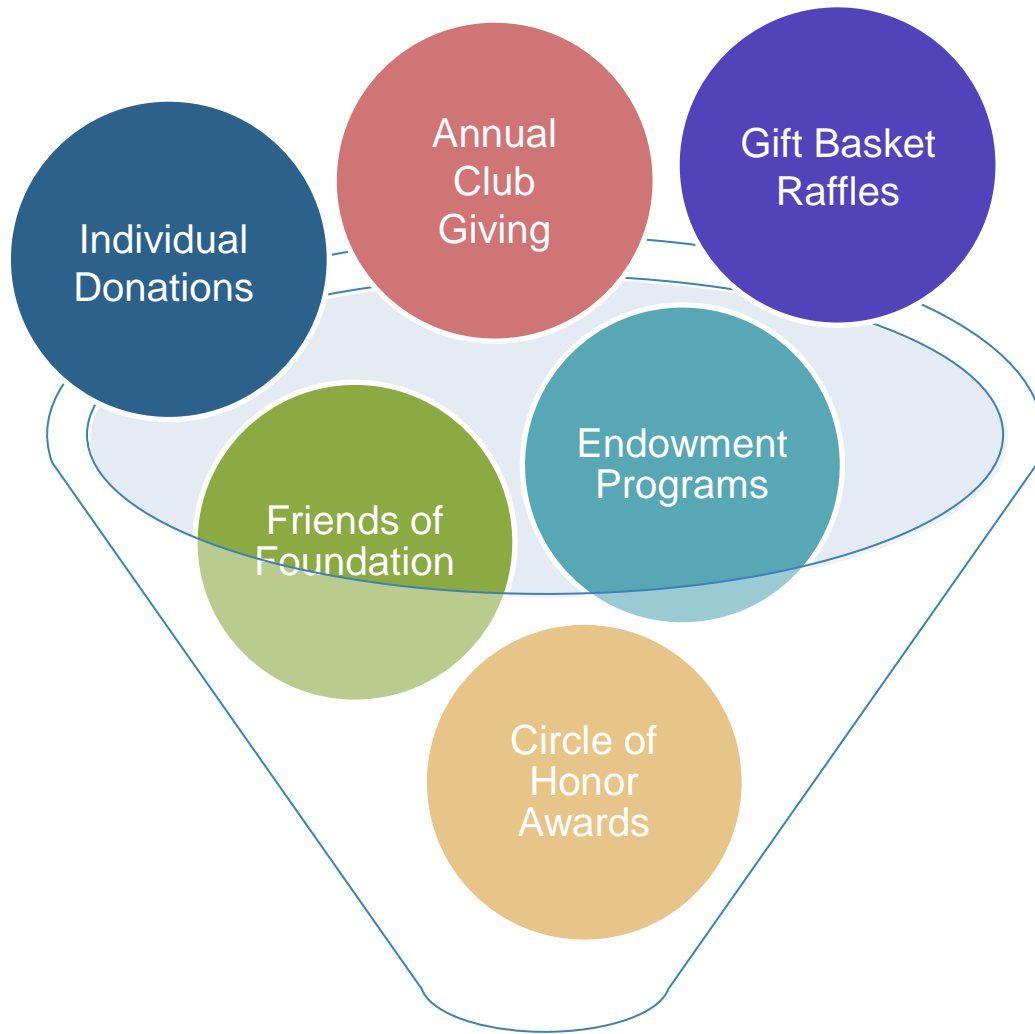 Annual
Club
Giving
Gift Basket
Raffles
Individual
Donations
Endowment
Programs
Friends of
Foundation
Circle of
Honor
Awards